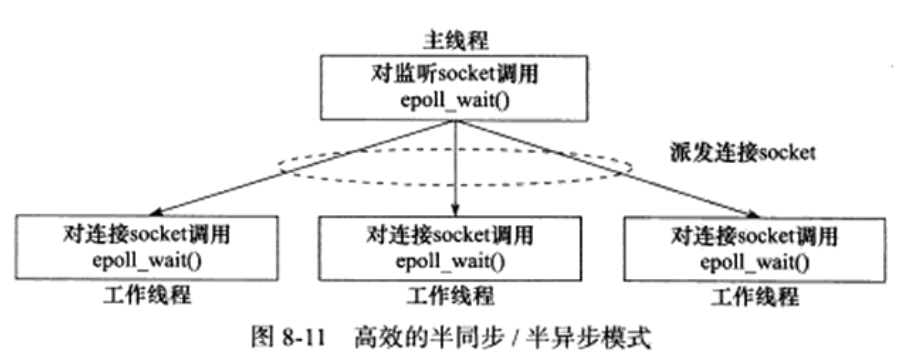 主线程
对监听socket调用
epoll_wait()
派发连接socket
对连接socket调用
epoll_wait()
工作线程
对连接socket调用
epoll_wait()
工作线程
对连接socket调用
epoll_wait()
工作线程
图 8-11 高效的半同步 / 半异步模式